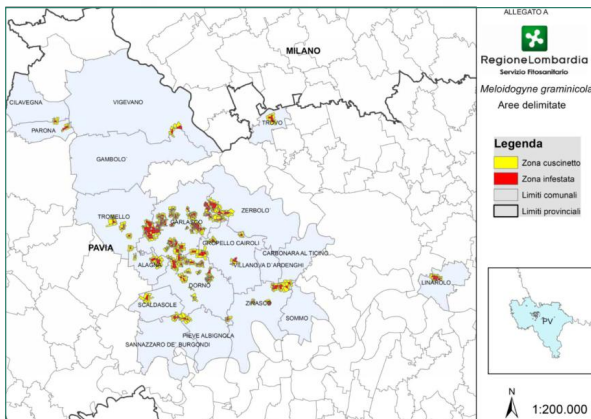 ALLEGATO A
RegioneLombardia
Servizio Fitosanitario
Meloidogyne graminicola
Aree delimitate
Legenda
Zona cuscinetto
Zona infestata
Limiti comunali
Limiti provinciali
PV
N
1:200.000
MILANO
CILAVEGNA
VIGEVANO
PARONA
TROVO
GAMBOLO'
ZERBOLO'
TROMELLO
GARLASCO
GROPELLO CAIROLI
PAVIA
CARBONARA AL TICINO
ALAGNA
VILLANOVA D'ARDENGHI
LINAROLO
DORNO
SCALDASOLE
ZINASCO
SOMMO
PIEVE ALBIGNOLA
SANNAZZARO DE' BURGONDI